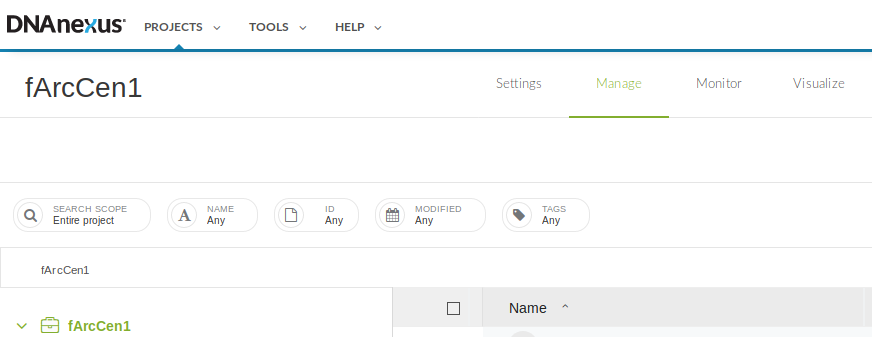 DNAnexus®
PROJECTS TOOLS HELP
fArcCen1
Settings Manage Monitor Visualize
SEARCH SCOPE
Entire project
NAME
Any
ID
Any
MODIFIED
Any
TAGS
Any
fArcCen1
fArcCen1
Name